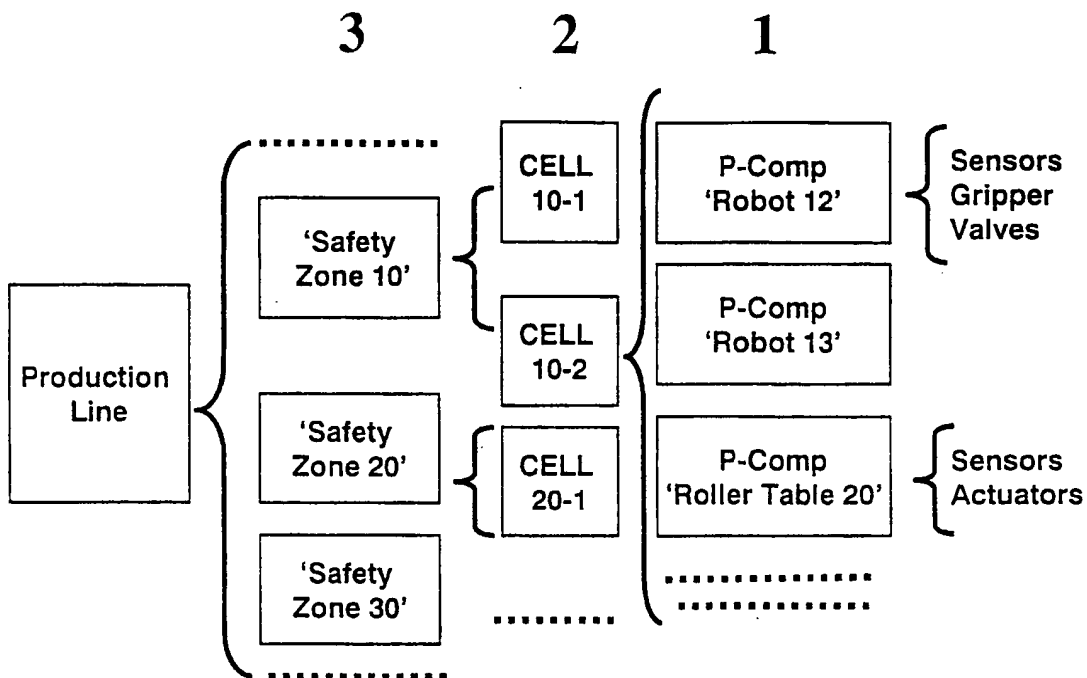 3
2
1
Production
Line
‘Safety
Zone 10’
‘Safety
Zone 20’
‘Safety
Zone 30’
CELL
10-1
CELL
10-2
CELL
20-1
P-Comp
‘Robot 12’
P-Comp
‘Robot 13’
P-Comp
‘Roller Table 20’
Sensors
Gripper
Valves
Sensors
Actuators